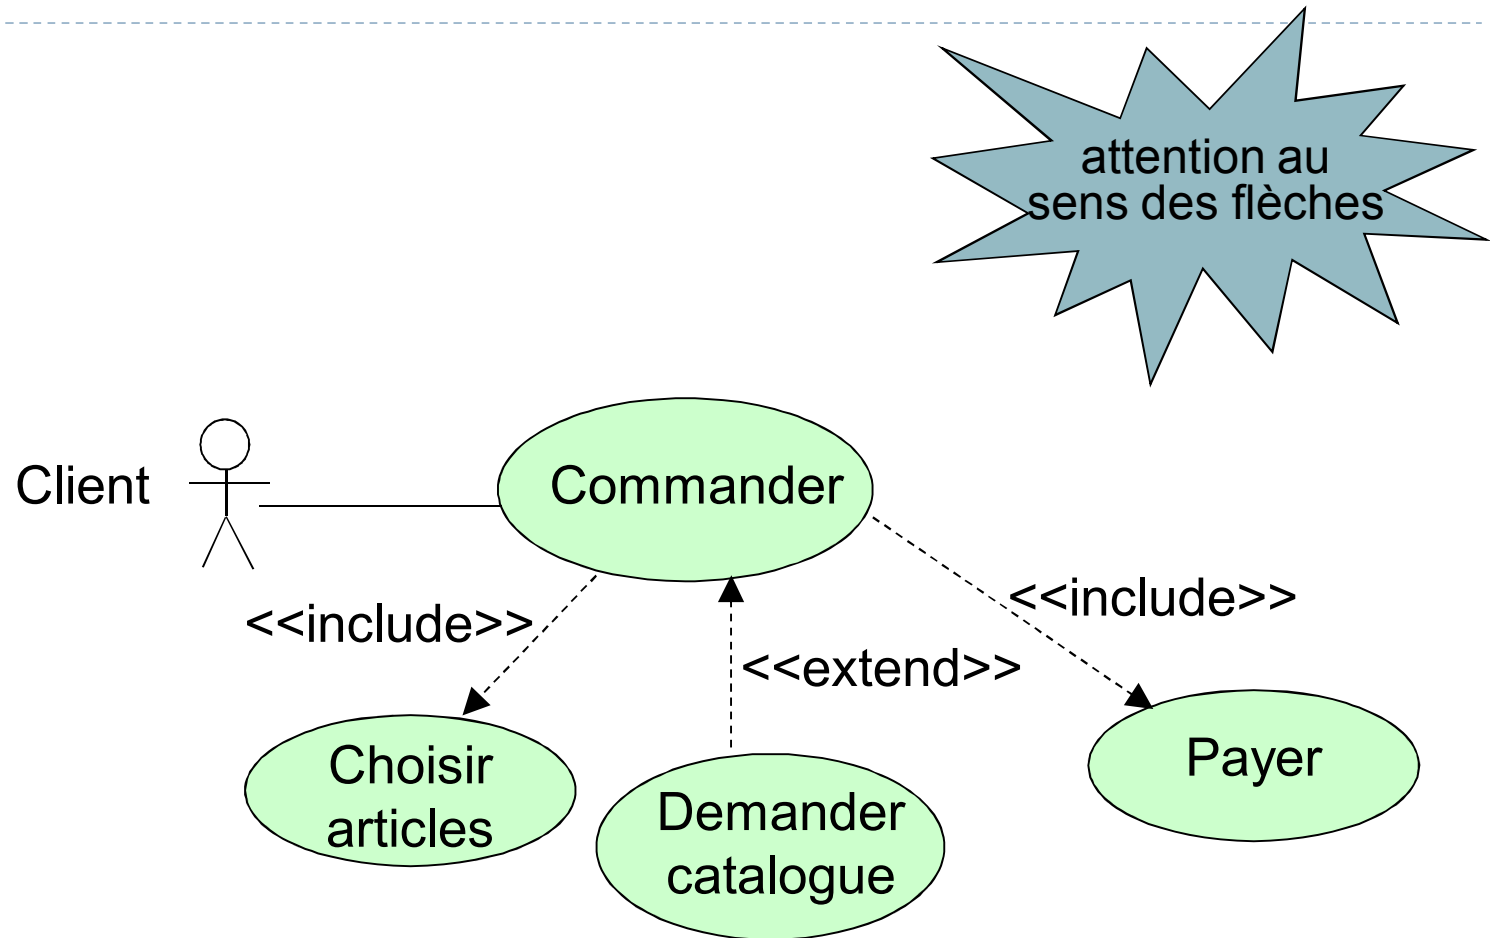 attention au
sens des flèches
Client
Commander
<<include>>
<<include>>
<<extend>>
Choisir
articles
Demander
catalogue
Payer